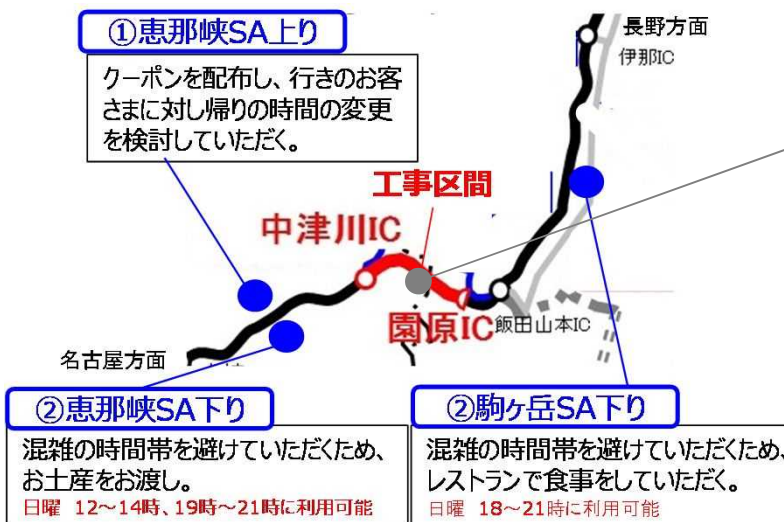 ①恵那峡SA上り
クーポンを配布し、行きのお客
さまに対し帰りの時間の変更
を検討していただく。
長野方面
伊那IC
工事区間
中津川IC
園原IC
飯田山本IC
名古屋方面
②恵那峡SA下り
混雑の時間帯を避けていただくため、
お土産をお渡し。
日曜 12～14時、19時～21時に利用可能
②駒ヶ岳SA下り
混雑の時間帯を避けていただくため、
レストランで食事をしていただく。
日曜 18～21時に利用可能